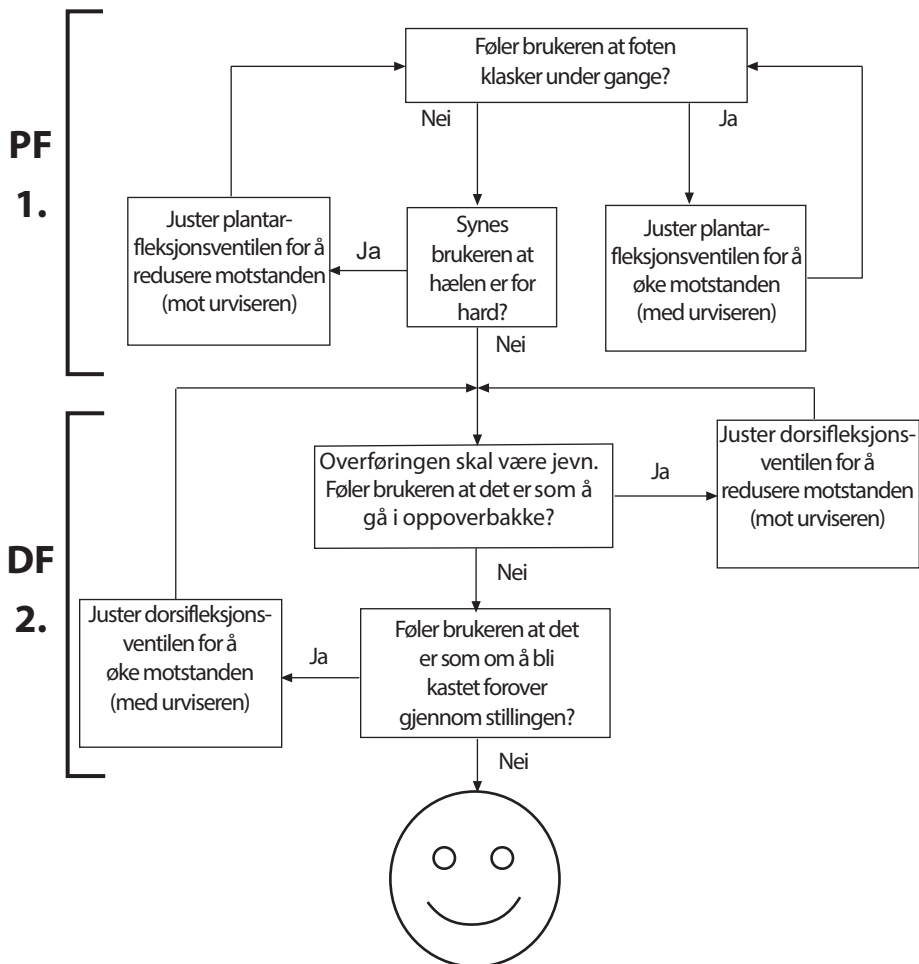 PF
1.
Føler brukeren at foten
klasker under gange?
Nei
Ja
Juster plantar-
fleksjonsventilen for å
redusere motstanden
(mot urviseren)
Ja
Synes
brukeren at
hælen er for
hard?
Juster plantar-
fleksjonsventilen for å
øke motstanden
(med urviseren)
Nei
DF
2.
Overføringen skal være jevn.
Føler brukeren at det er som å
gå i oppoverbakke?
Ja
Juster dorsifleksjons-
ventilen for å
redusere motstanden
(mot urviseren)
Nei
Juster dorsifleksjons-
ventilen for å
øke motstanden
(med urviseren)
Ja
Føler brukeren at det
er som om å bli
kastet forover
gjennom stillingen?
Nei